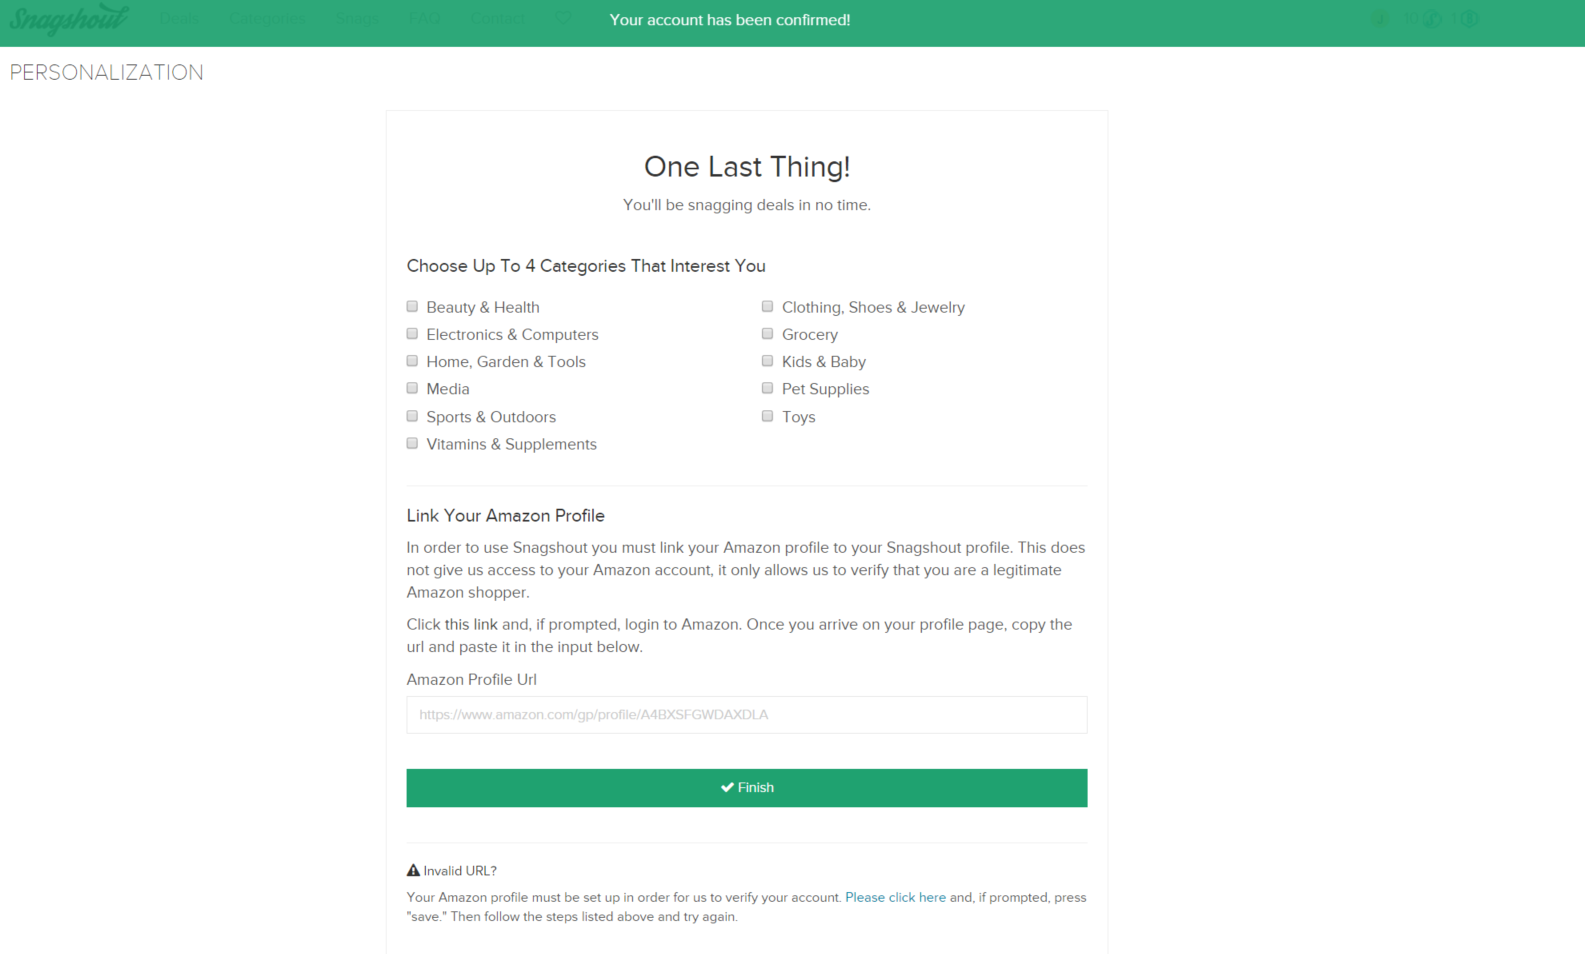 Snagshout Deals Categories Snags FAQ Contact
Your account has been confirmed!
10 1
PERSONALIZATION
One Last Thing!
You'll be snagging deals in no time.
Choose Up To 4 Categories That Interest You
Beauty & Health
Electronics & Computers
Home, Garden & Tools
Media
Sports & Outdoors
Vitamins & Supplements
Clothing, Shoes & Jewelry
Grocery
Kids & Baby
Pet Supplies
Toys
Link Your Amazon Profile
In order to use Snagshout you must link your Amazon profile to your Snagshout profile. This does
not give us access to your Amazon account, it only allows us to verify that you are a legitimate
Amazon shopper.
Click this link and, if prompted, login to Amazon. Once you arrive on your profile page, copy the
url and paste it in the input below.
Amazon Profile Url
https://www.amazon.com/gp/profile/A4BXSFGWDAXDLA
Finish
Invalid URL?
Your Amazon profile must be set up in order for us to verify your account. Please click here and, if prompted, press
"save." Then follow the steps listed above and try again.